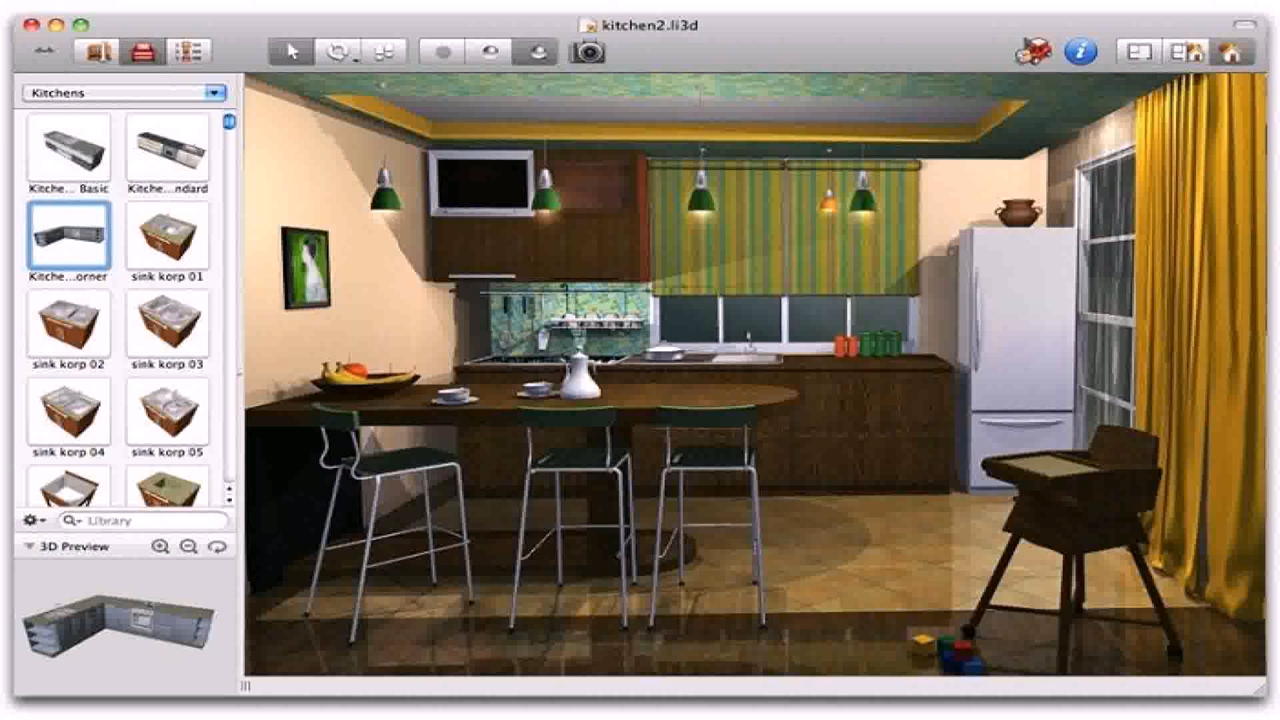 kitchen2.li3d
Kitchens
Kitche... Basic
Kitche...ndard
Kitche...orner
sink korp 01
sink korp 02
sink korp 03
sink korp 04
sink korp 05
Library
3D Preview